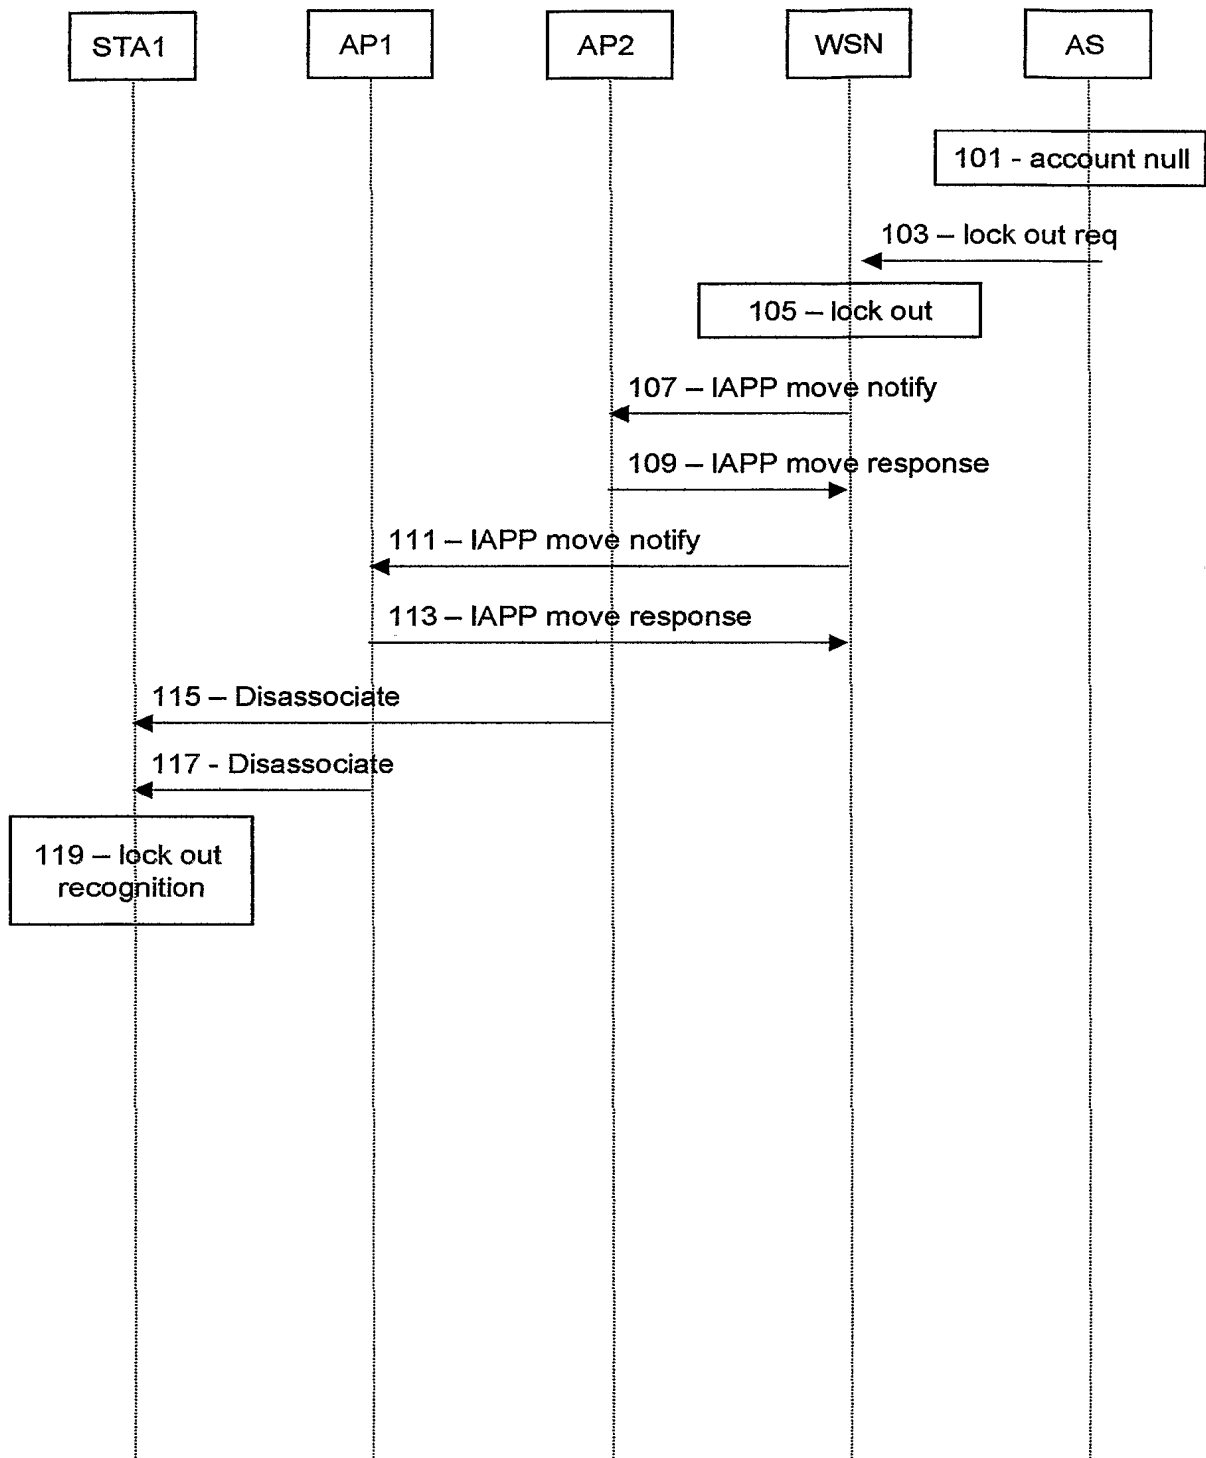 STA1
AP1
AP2
WSN
AS
101 - account null
103 – lock out req
105 – lock out
107 – IAPP move notify
109 – IAPP move response
111 – IAPP move notify
113 – IAPP move response
115 – Disassociate
117 - Disassociate
119 – lock out
recognition